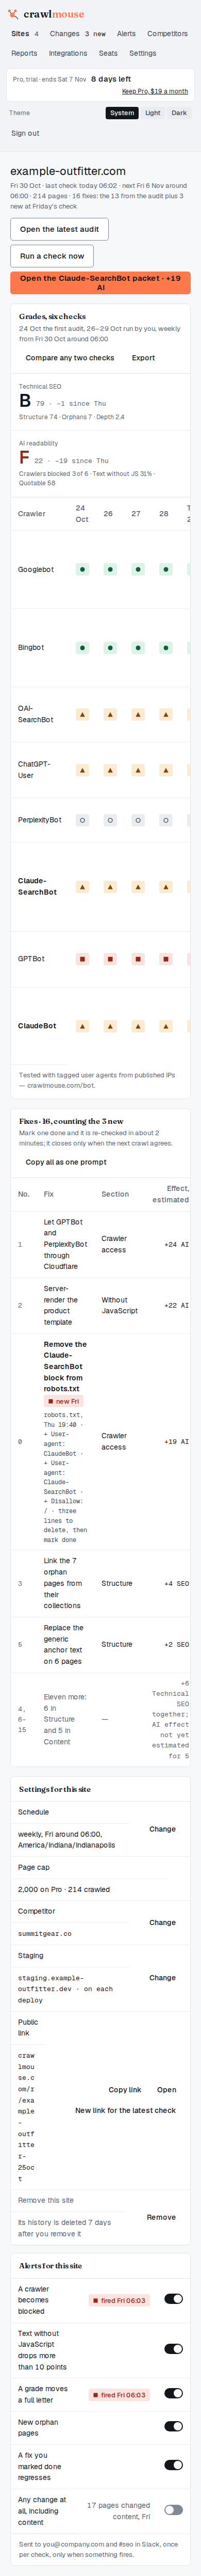 crawlmouse
Sites 4 Changes 3 new Alerts Competitors
Reports Integrations Seats Settings
Pro, trial · ends Sat 7 Nov 8 days left
Keep Pro, $19 a month
Theme System Light Dark
Sign out
example-outfitter.com
Fri 30 Oct · last check today 06:02 · next Fri 6 Nov around
06:00 · 214 pages · 16 fixes: the 13 from the audit plus 3
new at Friday's check
Open the latest audit
Run a check now
Open the Claude-SearchBot packet · +19
AI
Grades, six checks
24 Oct the first audit, 26–29 Oct run by you, weekly
from Fri 30 Oct around 06:00
Compare any two checks Export
Technical SEO
B 79 · −1 since Thu
Structure 74 · Orphans 7 · Depth 2.4
AI readability
F 22 · −19 since Thu
Crawlers blocked 3 of 6 · Text without JS 31% ·
Quotable 58
Crawler 24 Oct 26 27 28
Googlebot
Bingbot
OAI-
SearchBot
ChatGPT-
User
PerplexityBot
Claude-
SearchBot
GPTBot
ClaudeBot
Tested with tagged user agents from published IPs
— crawlmouse.com/bot.
Fixes · 16, counting the 3 new
Mark one done and it is re-checked in about 2
minutes; it closes only when the next crawl agrees.
Copy all as one prompt
No. Fix Section Effect, estimated
1 Let GPTBot and PerplexityBot through Cloudflare Crawler access +24 AI
2 Server-render the product template Without JavaScript +22 AI
0 Remove the Claude-SearchBot block from robots.txt new Fri Crawler access +19 AI
robots.txt,
Thu 19:40 ·
+ User-
agent:
ClaudeBot ·
+ User-
agent:
Claude-
SearchBot ·
+ Disallow:
/ · three
lines to
delete, then
mark done
3 Link the 7 orphan pages from their collections Structure +4 SEO
5 Replace the generic anchor text on 6 pages Structure +2 SEO
4, 6–15 Eleven more: 6 in Structure and 5 in Content — +6 Technical SEO together; AI effect not yet estimated for 5
Settings for this site
Schedule
weekly, Fri around 06:00,
America/Indiana/Indianapolis
Change
Page cap
2,000 on Pro · 214 crawled
Competitor
summitgear.co
Change
Staging
staging.example-
outfitter.dev · on each
deploy
Change
Public
link
craw
lmou
se.c
om/r
/exa
mple
-
outf
itte
r-
25oc
t
Copy link Open
New link for the latest check
Remove this site
Its history is deleted 7 days
after you remove it
Remove
Alerts for this site
A crawler becomes blocked fired Fri 06:03
Text without JavaScript drops more than 10 points
A grade moves a full letter fired Fri 06:03
New orphan pages
A fix you marked done regresses
Any change at all, including content 17 pages changed content, Fri
Sent to you@company.com and #seo in Slack, once
per check, only when something fires.